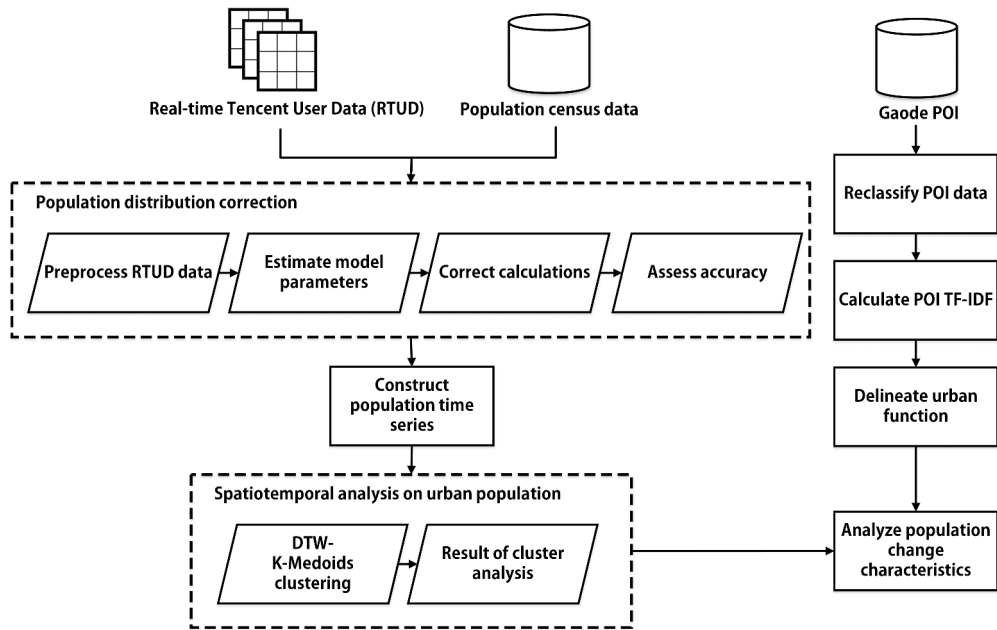 Real-time Tencent User Data (RTUD)
Population census data
Gaode POI
Population distribution correction
Preprocess RTUD data
Estimate model
parameters
Correct calculations
Assess accuracy
Reclassify POI data
Calculate POI TF-IDF
Construct
population time
series
Delineate urban
function
Spatiotemporal analysis on urban population
DTW-
K-Medoids
clustering
Result of cluster
analysis
Analyze population
change
characteristics